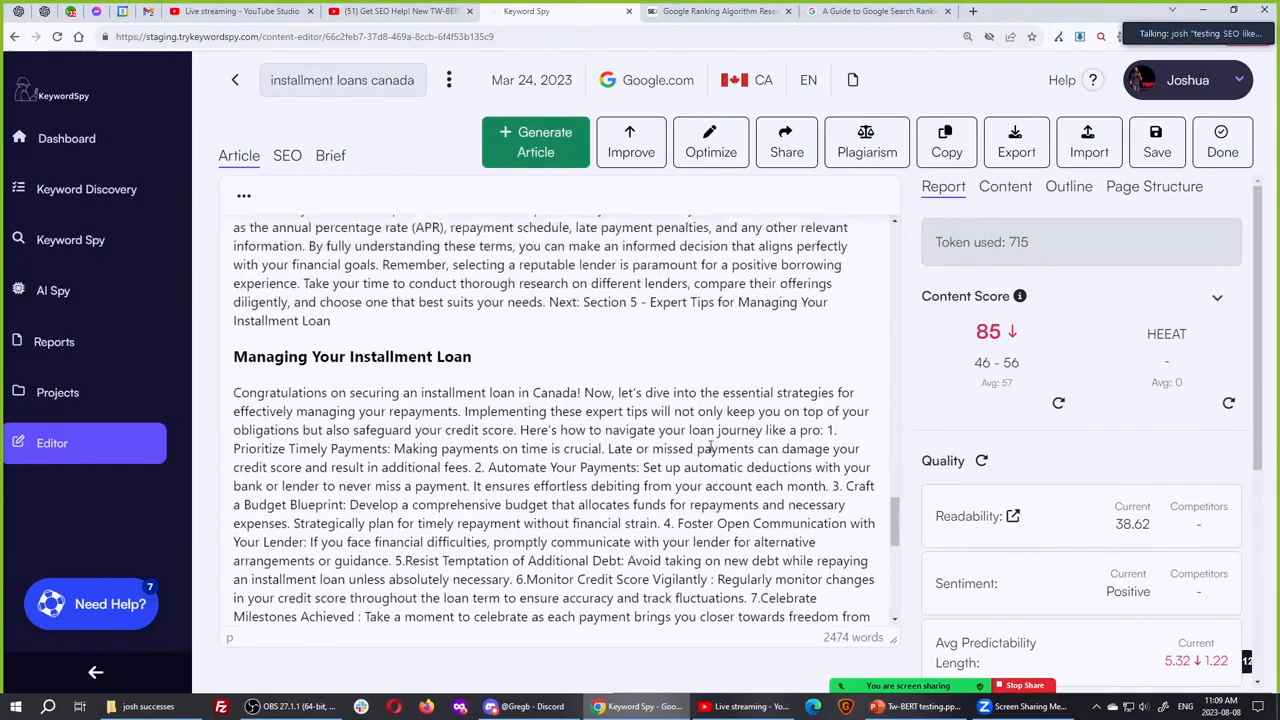 Live streaming - YouTube Studio
(51) Get SEO Help! New TW-BERT
Keyword Spy
Google Ranking Algorithm Rese
A Guide to Google Search Rankin
https://staging.trykeywordspy.com/content-editor/66c2feb7-37d8-469a-8ccb-6f4f53b135c9
Talking: josh "testing SEO like...
KeywordSpy
installment loans canada
Mar 24, 2023
Google.com
CA
EN
Help
Joshua
Dashboard
Keyword Discovery
Keyword Spy
AI Spy
Reports
Projects
Editor
Need Help?
7
Article
SEO
Brief
+ Generate
Article
Improve
Optimize
Share
Plagiarism
Copy
Export
Import
Save
Done
as the annual percentage rate (APR), repayment schedule, late payment penalties, and any other relevant
information. By fully understanding these terms, you can make an informed decision that aligns perfectly
with your financial goals. Remember, selecting a reputable lender is paramount for a positive borrowing
experience. Take your time to conduct thorough research on different lenders, compare their offerings
diligently, and choose one that best suits your needs. Next: Section 5 - Expert Tips for Managing Your
Installment Loan
Managing Your Installment Loan
Congratulations on securing an installment loan in Canada! Now, let's dive into the essential strategies for
effectively managing your repayments. Implementing these expert tips will not only keep you on top of your
obligations but also safeguard your credit score. Here's how to navigate your loan journey like a pro: 1.
Prioritize Timely Payments: Making payments on time is crucial. Late or missed payments can damage your
credit score and result in additional fees. 2. Automate Your Payments: Set up automatic deductions with your
bank or lender to never miss a payment. It ensures effortless debiting from your account each month. 3. Craft
a Budget Blueprint: Develop a comprehensive budget that allocates funds for repayments and necessary
expenses. Strategically plan for timely repayment without financial strain. 4. Foster Open Communication with
Your Lender: If you face financial difficulties, promptly communicate with your lender for alternative
arrangements or guidance. 5.Resist Temptation of Additional Debt: Avoid taking on new debt while repaying
an installment loan unless absolutely necessary. 6.Monitor Credit Score Vigilantly : Regularly monitor changes
in your credit score throughout the loan term to ensure accuracy and track fluctuations. 7.Celebrate
Milestones Achieved : Take a moment to celebrate as each payment brings you closer towards freedom from
p
2474 words
Report
Content
Outline
Page Structure
Token used: 715
Content Score
85 ↓
46 - 56
Avg: 57
HEEAT
-
Avg: 0
Quality
Readability:
Current
38.62
Competitors
-
Sentiment:
Current
Positive
Competitors
-
Avg Predictability
Length:
Current
5.32 ↓ 1.22
12
You are screen sharing
Stop Share
josh successes
OBS 29.1.1 (64-bit, ...
#oregb - Discord
Keyword Spy - Goo...
Live streaming - Yo...
Tw-BERT testing.pp...
Screen Sharing Me...
11:09 AM
2023-08-08